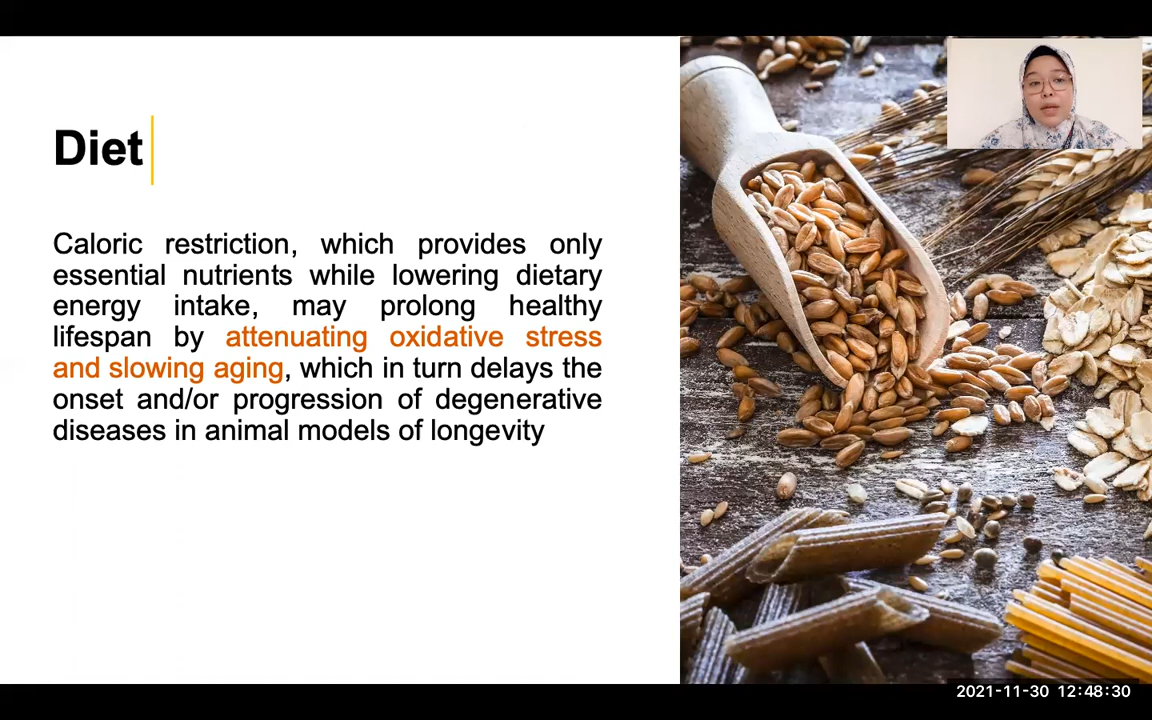 Diet
Caloric restriction, which provides only
essential nutrients while lowering dietary
energy intake, may prolong healthy
lifespan by attenuating oxidative stress
and slowing aging, which in turn delays the
onset and/or progression of degenerative
diseases in animal models of longevity
2021-11-30 12:48:30